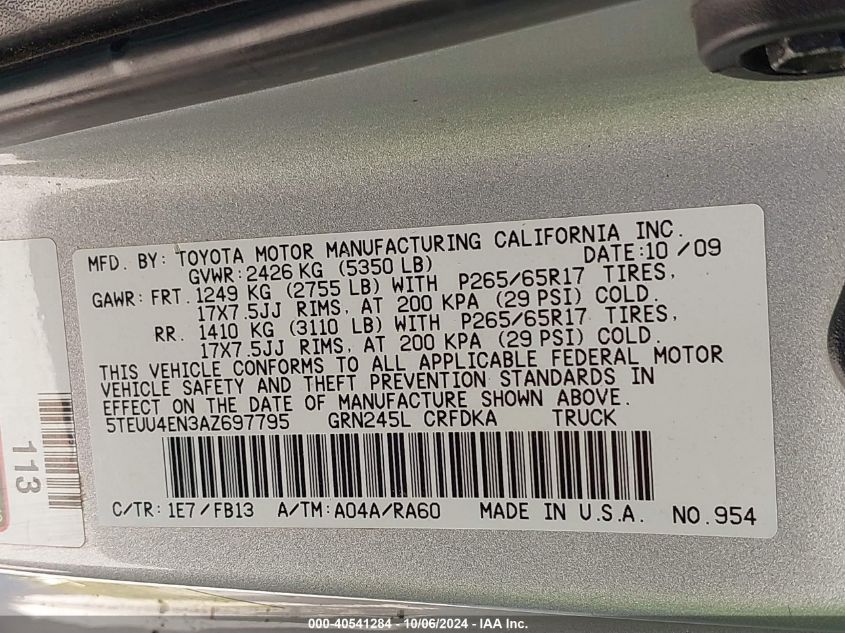 MFD. BY: TOYOTA MOTOR MANUFACTURING CALIFORNIA INC.
GVWR: 2426 KG (5350 LB) DATE: 10 / 09
GAWR: FRT. 1249 KG (2755 LB) WITH P265/65R17 TIRES,
17X7.5JJ RIMS, AT 200 KPA (29 PSI) COLD.
RR. 1410 KG (3110 LB) WITH P265/65R17 TIRES,
17X7.5JJ RIMS, AT 200 KPA (29 PSI) COLD.
THIS VEHICLE CONFORMS TO ALL APPLICABLE FEDERAL MOTOR
VEHICLE SAFETY AND THEFT PREVENTION STANDARDS IN
EFFECT ON THE DATE OF MANUFACTURE SHOWN ABOVE.
5TEUU4EN3AZ697795 GRN245L CRFDKA TRUCK
C/TR: 1E7 / FB13 A/TM: A04A/RA60 MADE IN U.S.A. NO. 954
113
000-40541284 - 10/06/2024 - IAA Inc.